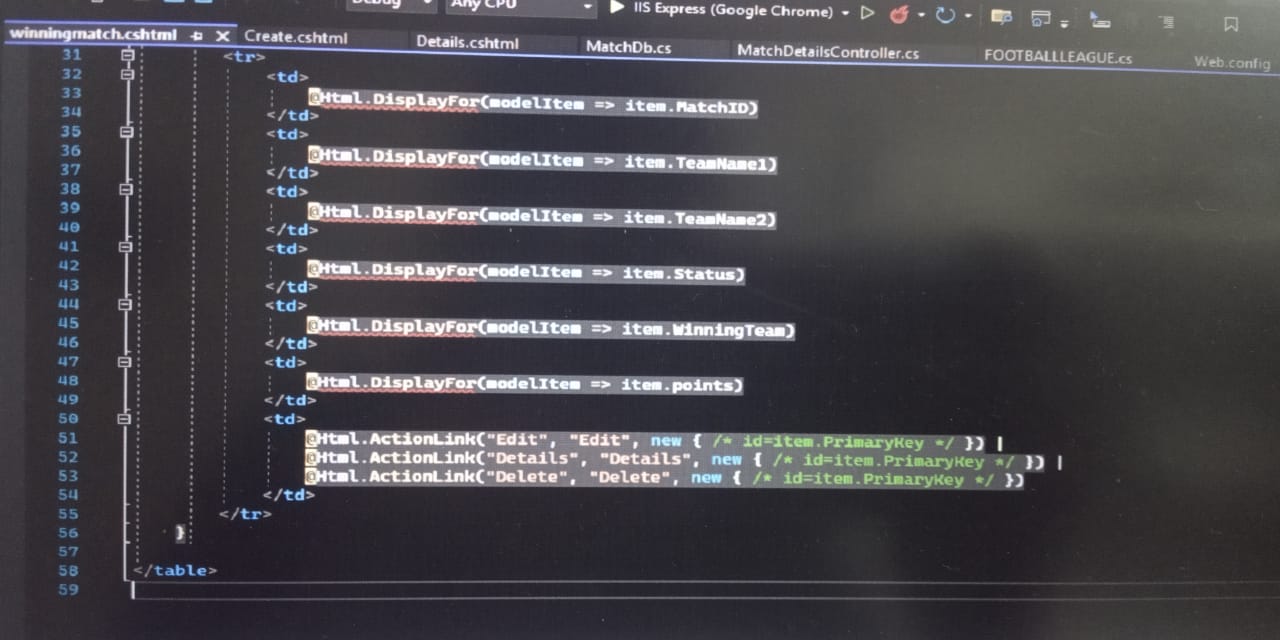 Any CPU IIS Express (Google Chrome)
winningmatch.cshtml Create.cshtml Details.cshtml MatchDb.cs MatchDetailsController.cs FOOTBALLLEAGUE.cs Web.config
31 <tr>
32 <td>
33 @Html.DisplayFor(modelItem => item.MatchID)
34 </td>
35 <td>
36 @Html.DisplayFor(modelItem => item.TeamName1)
37 </td>
38 <td>
39 @Html.DisplayFor(modelItem => item.TeamName2)
40 </td>
41 <td>
42 @Html.DisplayFor(modelItem => item.Status)
43 </td>
44 <td>
45 @Html.DisplayFor(modelItem => item.WinningTeam)
46 </td>
47 <td>
48 @Html.DisplayFor(modelItem => item.points)
49 </td>
50 <td>
51 @Html.ActionLink("Edit", "Edit", new { /* id=item.PrimaryKey */ }) |
52 @Html.ActionLink("Details", "Details", new { /* id=item.PrimaryKey */ }) |
53 @Html.ActionLink("Delete", "Delete", new { /* id=item.PrimaryKey */ })
54 </td>
55 </tr>
56 }
57
58 </table>
59